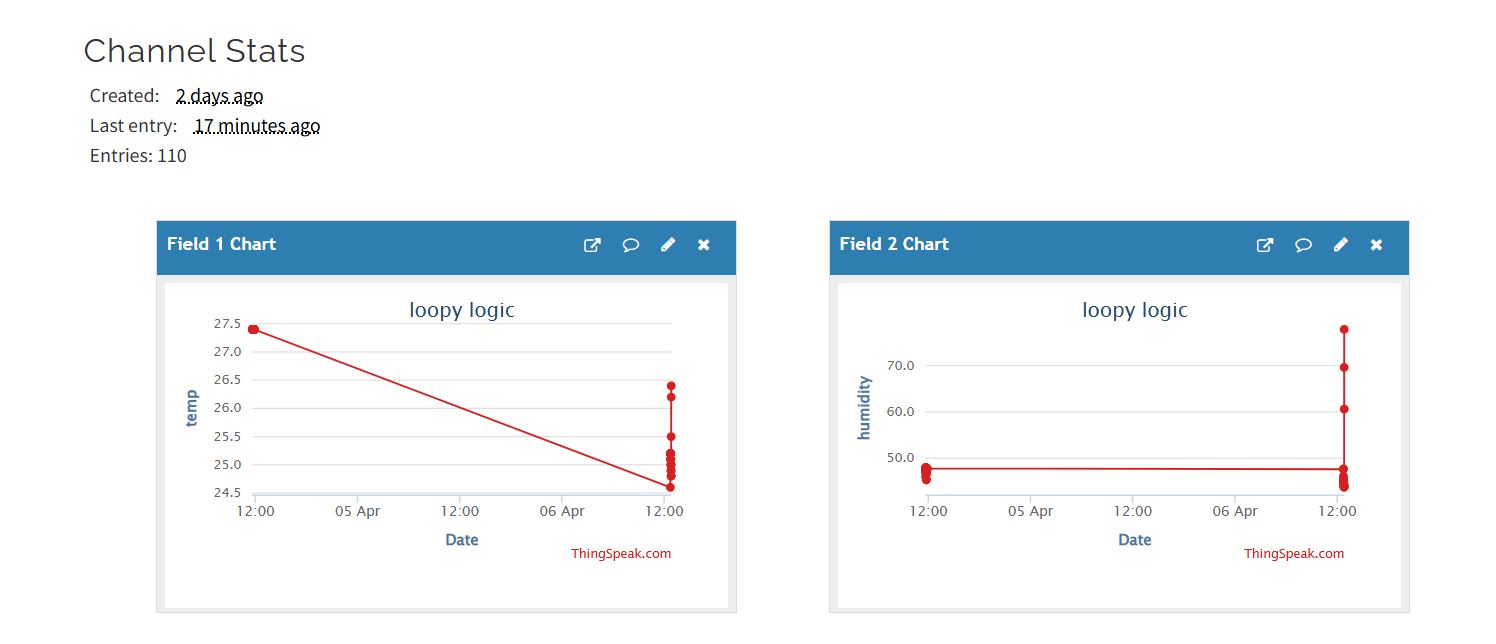 Channel Stats
Created: 2 days ago
Last entry: 17 minutes ago
Entries: 110
Field 1 Chart
loopy logic
27.5
27.0
26.5
26.0
25.5
25.0
24.5
temp
12:00 05 Apr 12:00 06 Apr 12:00
Date
ThingSpeak.com
Field 2 Chart
loopy logic
70.0
60.0
50.0
humidity
12:00 05 Apr 12:00 06 Apr 12:00
Date
ThingSpeak.com